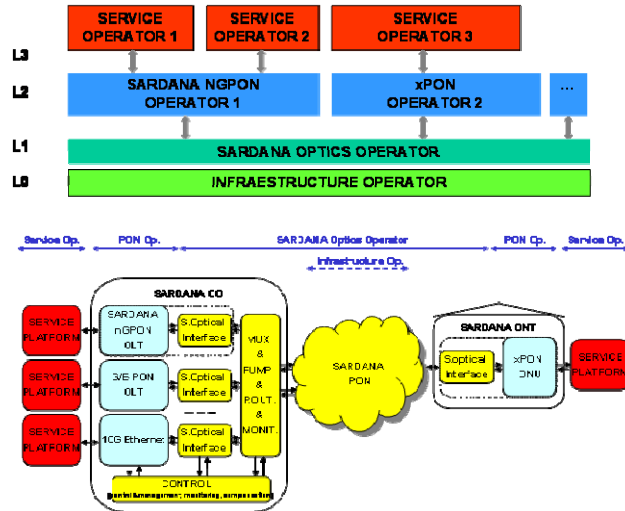 SERVICE
OPERATOR 1
SERVICE
OPERATOR 2
SERVICE
OPERATOR 3
L3
L2
SARDANA NGPON
OPERATOR 1
xPON
OPERATOR 2
...
L1
SARDANA OPTICS OPERATOR
L0
INFRAESTRUCTURE OPERATOR
Service Op.
PON Op.
SARDANA Optics Operator
PON Op.
Service Op.
Infrastructure Op.
SARDANA CO
SERVICE
PLATFORM
SARDANA
nGPON
OLT
S.Optical
Interface
SERVICE
PLATFORM
G/E PON
OLT
S.Optical
Interface
SERVICE
PLATFORM
10G Ethernet
S.Optical
Interface
MUX
&
PUMP
&
ROUT.
&
MONIT.
CONTROL
SARDANA
PON
SARDANA ONT
S.optical
Interface
xPON
ONU
SERVICE
PLATFORM